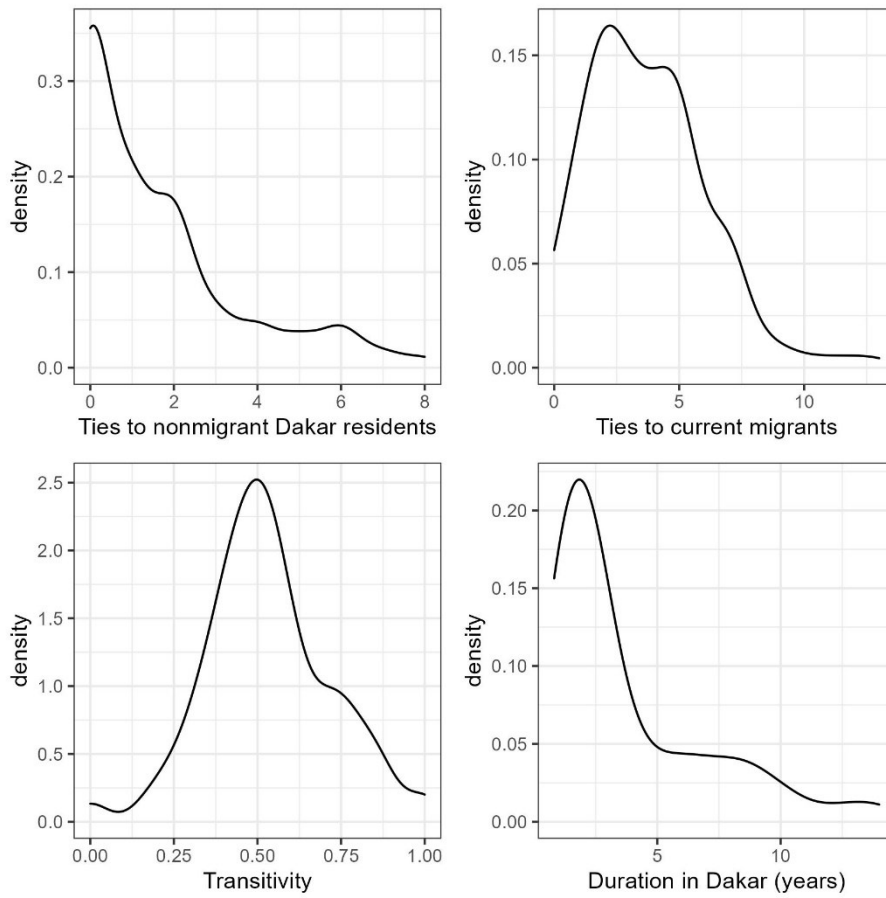 0.3
0.2
0.1
0.0
density
0 2 4 6 8
Ties to nonmigrant Dakar residents
0.15
0.10
0.05
0.00
density
0 5 10
Ties to current migrants
2.5
2.0
1.5
1.0
0.5
0.0
density
0.00 0.25 0.50 0.75 1.00
Transitivity
0.20
0.15
0.10
0.05
0.00
density
5 10
Duration in Dakar (years)